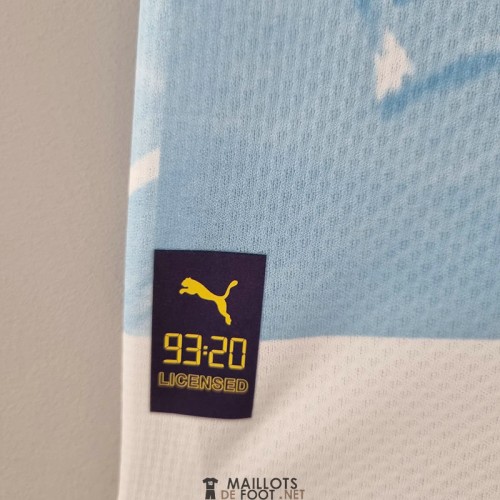 93:20
LICENSED
MAILLOTS
DE FOOT.NET